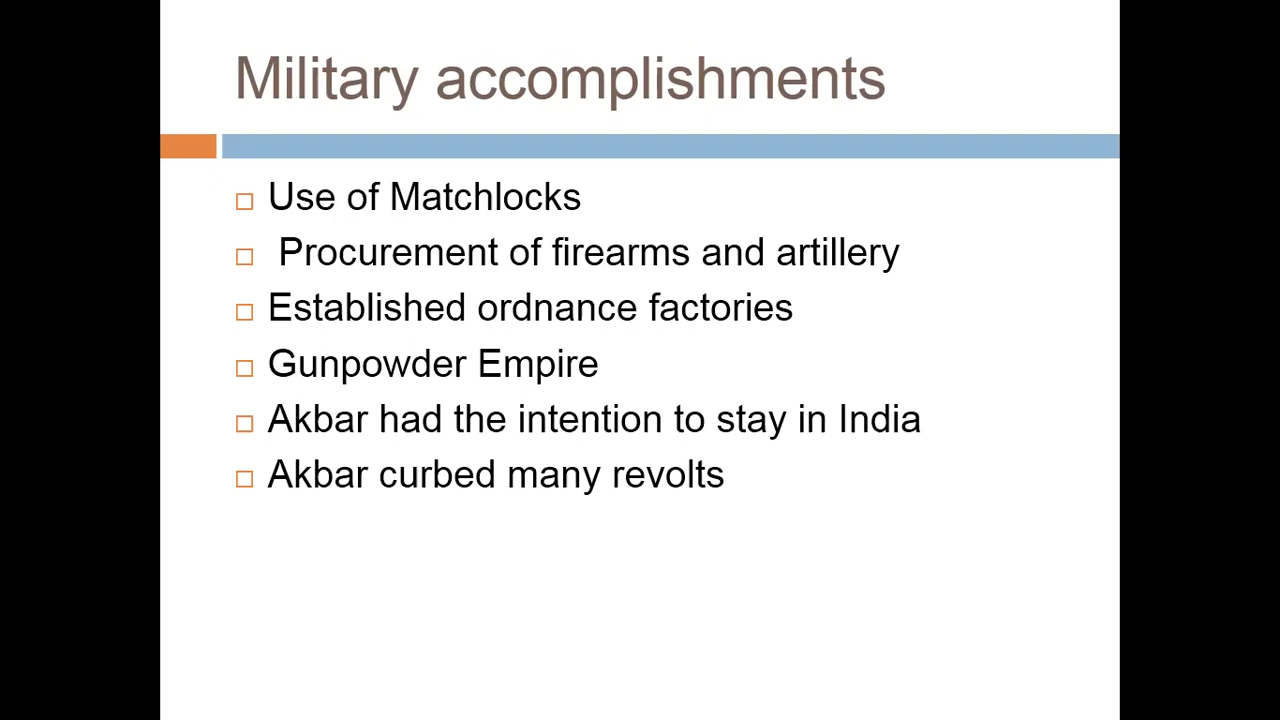 Military accomplishments
Use of Matchlocks
Procurement of firearms and artillery
Established ordnance factories
Gunpowder Empire
Akbar had the intention to stay in India
Akbar curbed many revolts